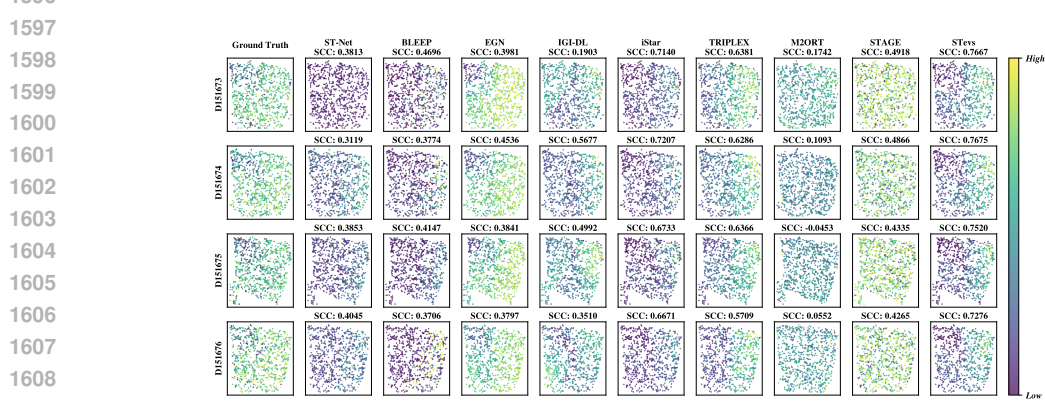 1597
1598
1599
1600
1601
1602
1603
1604
1605
1606
1607
1608
Ground Truth
ST-Net
SCC: 0.3813
BLEEP
SCC: 0.4696
EGN
SCC: 0.3981
IGI-DL
SCC: 0.1903
iStar
SCC: 0.7140
TRIPLEX
SCC: 0.6381
M2ORT
SCC: 0.1742
STAGE
SCC: 0.4918
STevs
SCC: 0.7667
High
D151673
SCC: 0.3119
SCC: 0.3774
SCC: 0.4536
SCC: 0.5677
SCC: 0.7207
SCC: 0.6286
SCC: 0.1093
SCC: 0.4866
SCC: 0.7675
D151674
SCC: 0.3853
SCC: 0.4147
SCC: 0.3841
SCC: 0.4992
SCC: 0.6733
SCC: 0.6366
SCC: -0.0453
SCC: 0.4335
SCC: 0.7520
D151675
SCC: 0.4045
SCC: 0.3706
SCC: 0.3797
SCC: 0.3510
SCC: 0.6671
SCC: 0.5709
SCC: 0.0552
SCC: 0.4265
SCC: 0.7276
D151676
Low